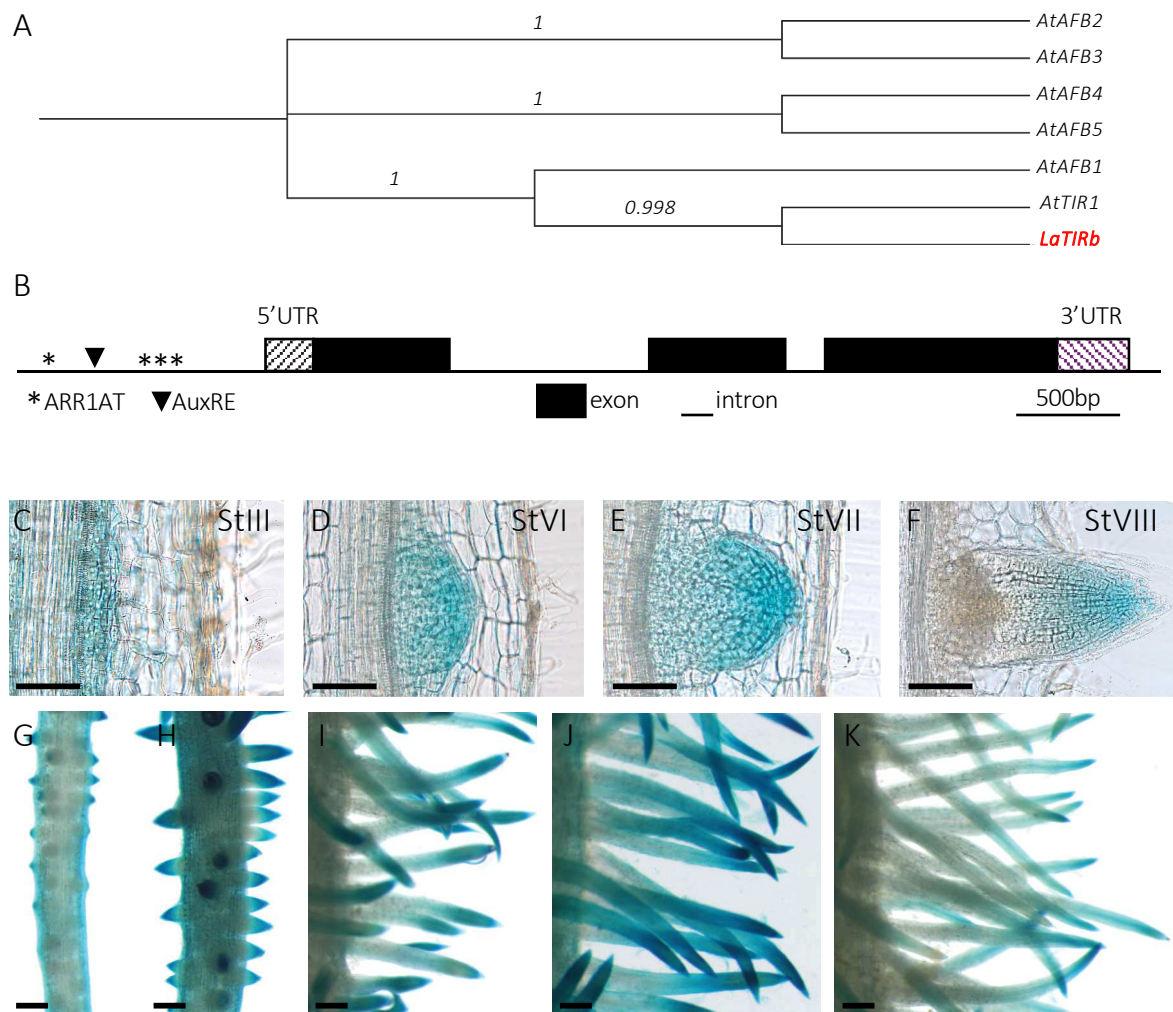 A
1
AtAFB2
AtAFB3
1
AtAFB4
AtAFB5
1
AtAFB1
0.998
AtTIR1
LaTIRb
B
5'UTR
3'UTR
* ***
*ARR1AT ▼AuxRE exon intron 500bp
C StIII
D StVI
E StVII
F StVIII
G
H
I
J
K